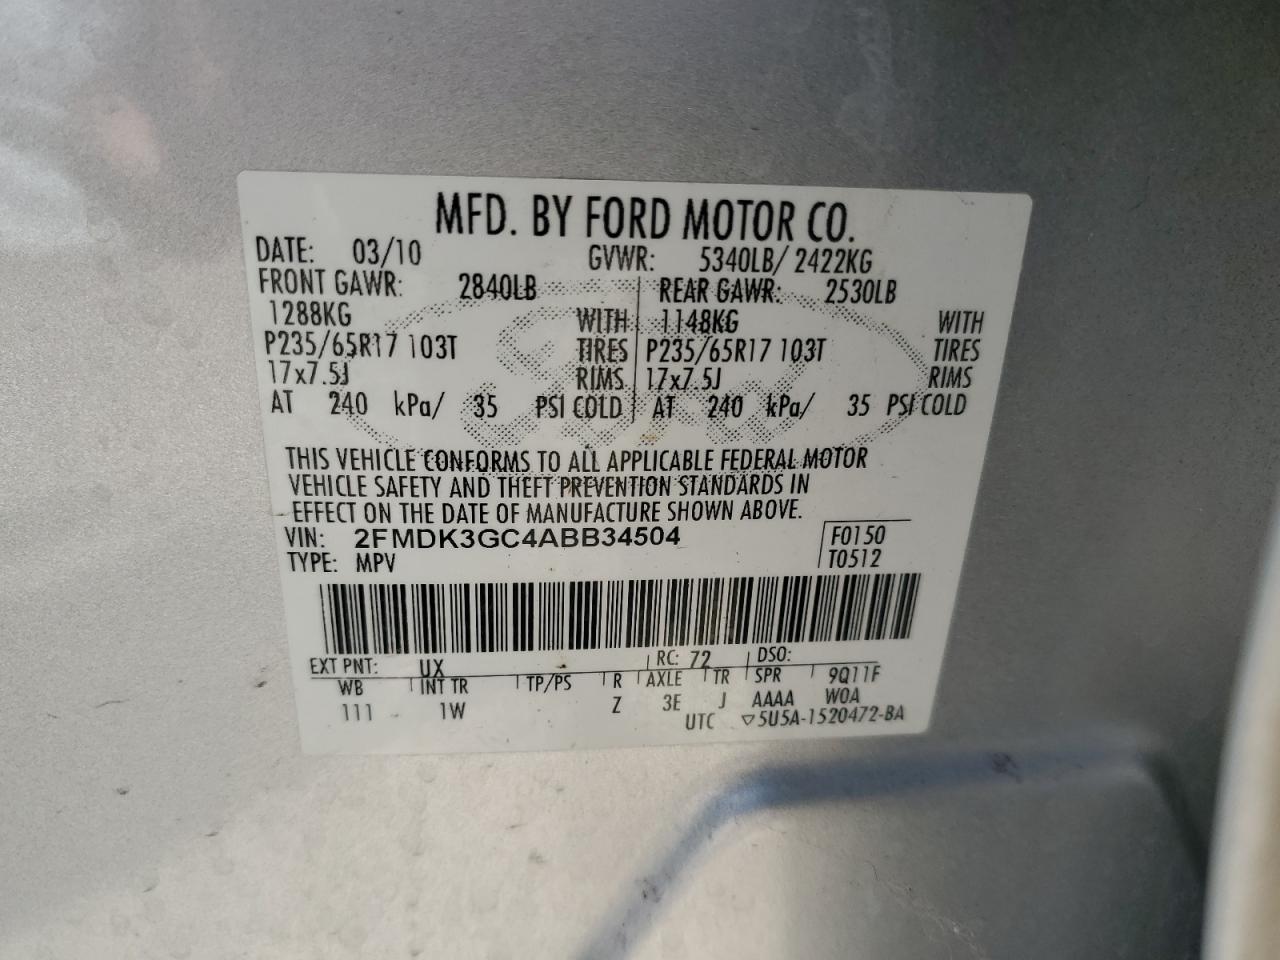 MFD. BY FORD MOTOR CO.
DATE: 03/10 GVWR: 5340LB/ 2422KG
FRONT GAWR: 2840LB REAR GAWR: 2530LB
1288KG WITH 1148KG WITH
P235/65R17 103T TIRES P235/65R17 103T TIRES
17x7.5J RIMS 17x7.5J RIMS
AT 240 kPa/ 35 PSI COLD AT 240 kPa/ 35 PSI COLD
THIS VEHICLE CONFORMS TO ALL APPLICABLE FEDERAL MOTOR
VEHICLE SAFETY AND THEFT PREVENTION STANDARDS IN
EFFECT ON THE DATE OF MANUFACTURE SHOWN ABOVE.
VIN: 2FMDK3GC4ABB34504 F0150
TYPE: MPV T0512
EXT PNT: UX RC: 72 DSO:
WB INT TR TP/PS R AXLE TR SPR 9Q11F
111 1W Z 3E J AAAA WOA
UTC ▽5U5A-1520472-BA
Ford